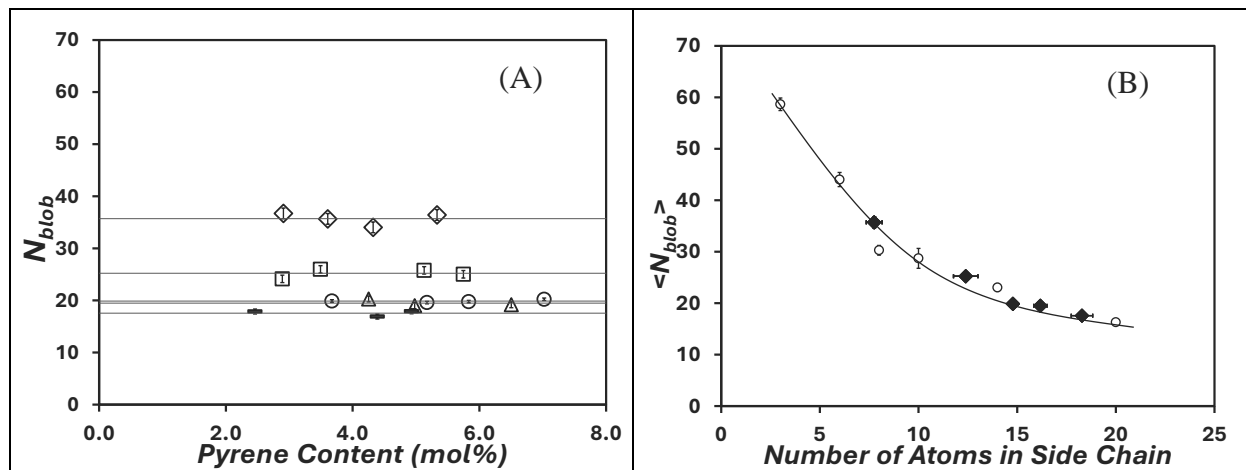 (A)
70
60
50
40
30
20
10
0
N_blob
0.0 2.0 4.0 6.0 8.0
Pyrene Content (mol%)
(B)
70
60
50
40
30
20
10
0
<N_blob>
0 5 10 15 20 25
Number of Atoms in Side Chain